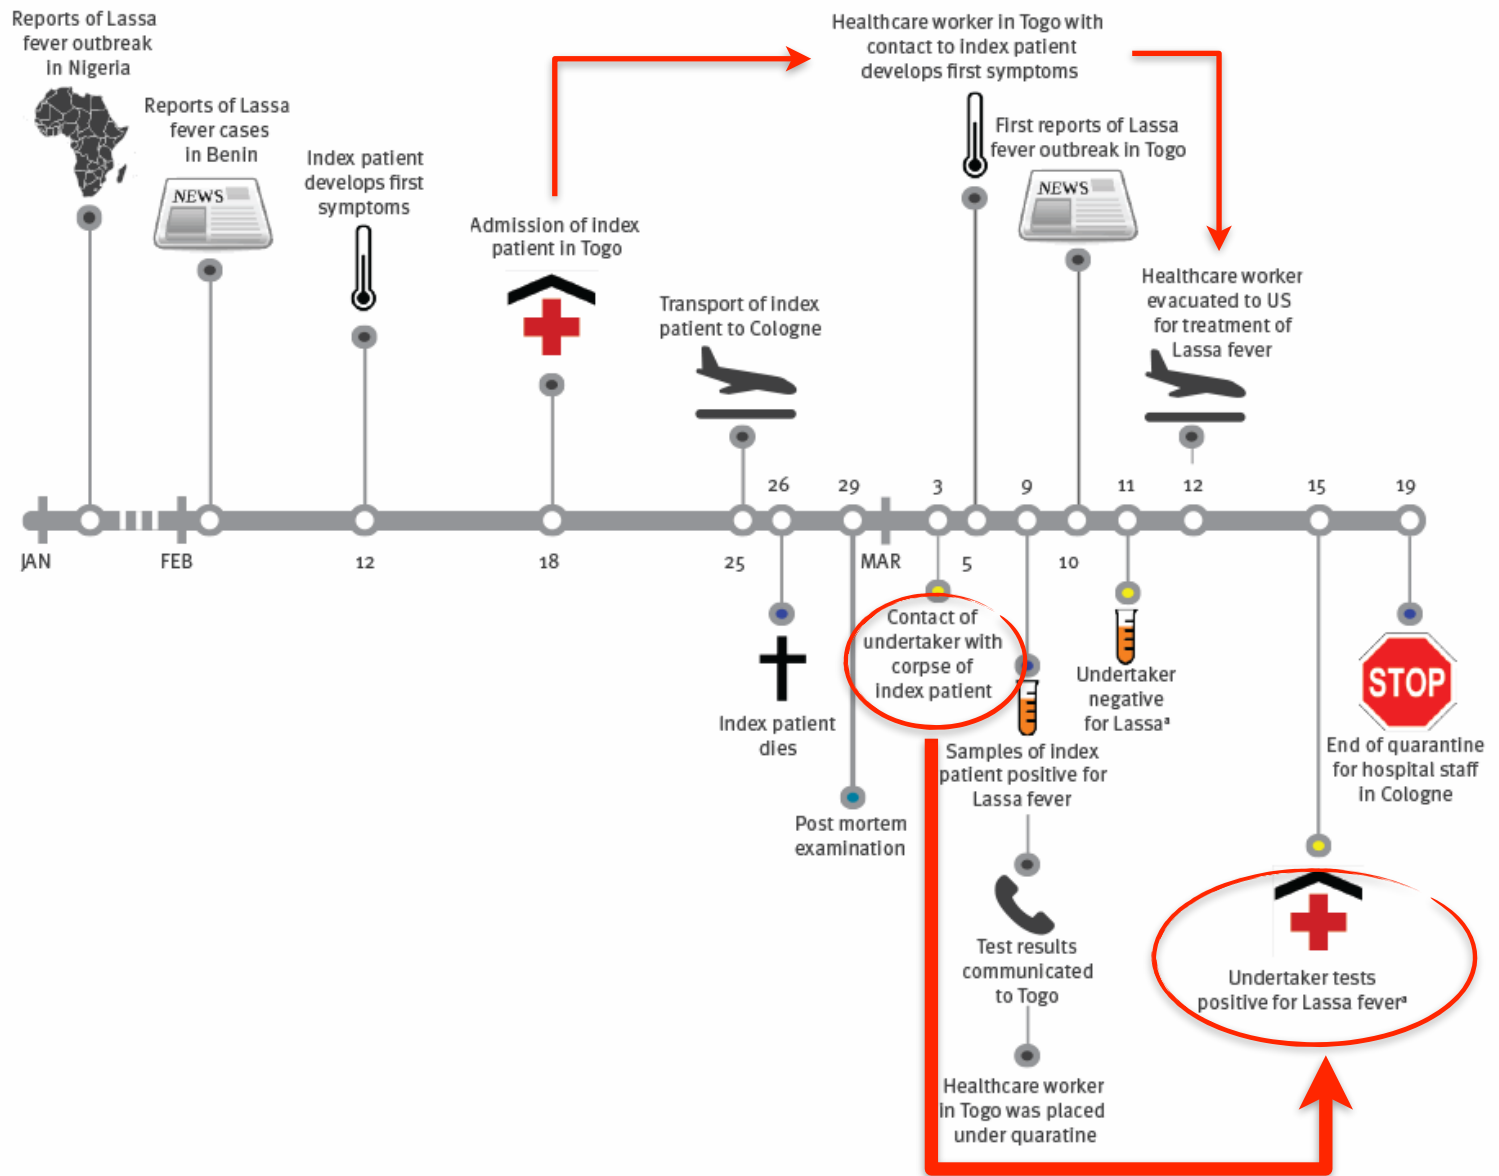 Reports of Lassa
fever outbreak
in Nigeria
Reports of Lassa
fever cases
in Benin
NEWS
Index patient
develops first
symptoms
Admission of index
patient in Togo
Transport of index
patient to Cologne
Healthcare worker in Togo with
contact to index patient
develops first symptoms
First reports of Lassa
fever outbreak in Togo
NEWS
Healthcare worker
evacuated to US
for treatment of
Lassa fever
26
29
3
9
11
12
15
19
JAN
FEB
12
18
25
MAR
5
10
Index patient
dies
Post mortem
examination
Contact of
undertaker with
corpse of
index patient
Samples of index
patient positive for
Lassa fever
Test results
communicated
to Togo
Healthcare worker
in Togo was placed
under quaratine
Undertaker
negative
for Lassaª
Undertaker tests
positive for Lassa feverª
STOP
End of quarantine
for hospital staff
in Cologne